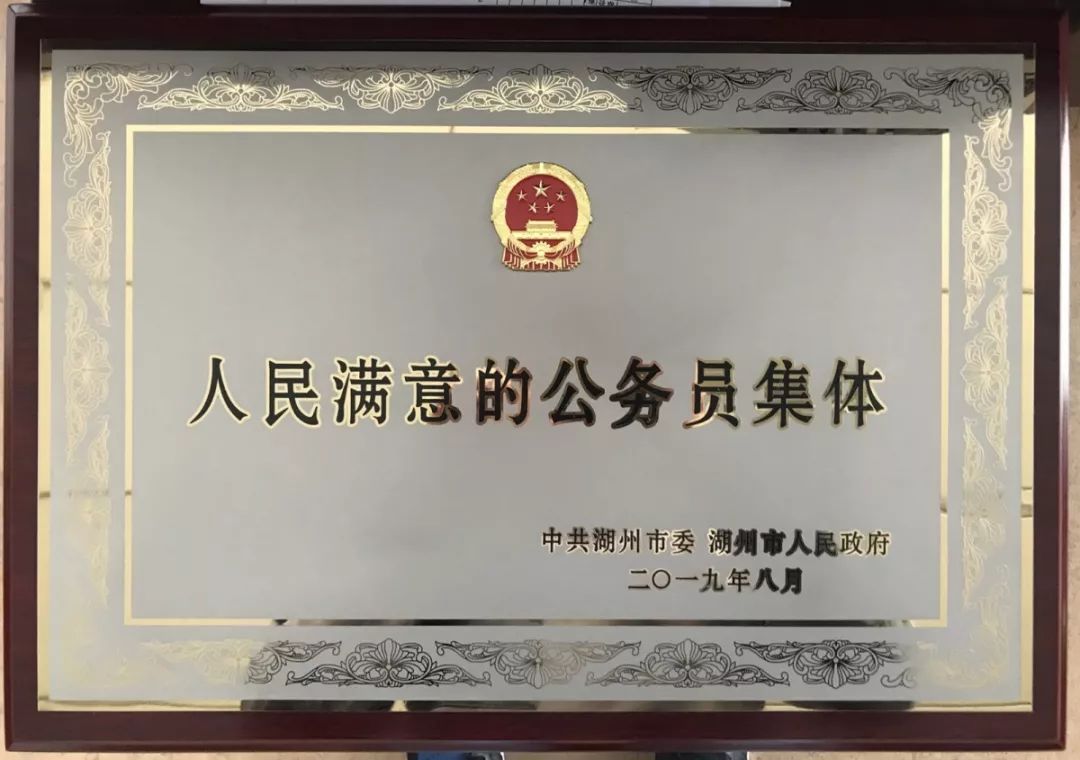 人民满意的公务员集体
中共湖州市委 湖州市人民政府
二〇一九年八月